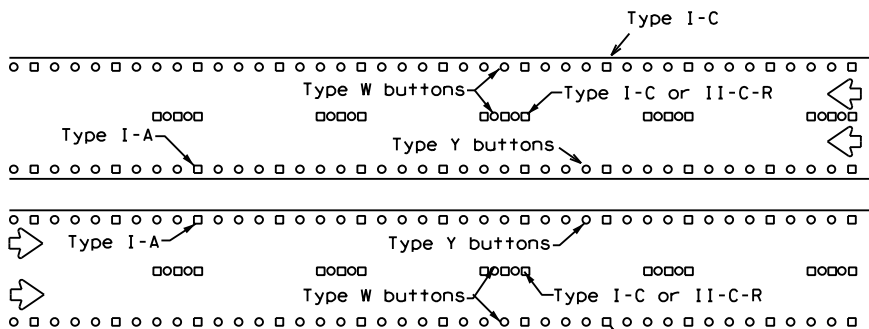 Type I-C
Type W buttons
Type I-C or II-C-R
Type I-A
Type Y buttons
Type I-A
Type Y buttons
Type W buttons
Type I-C or II-C-R